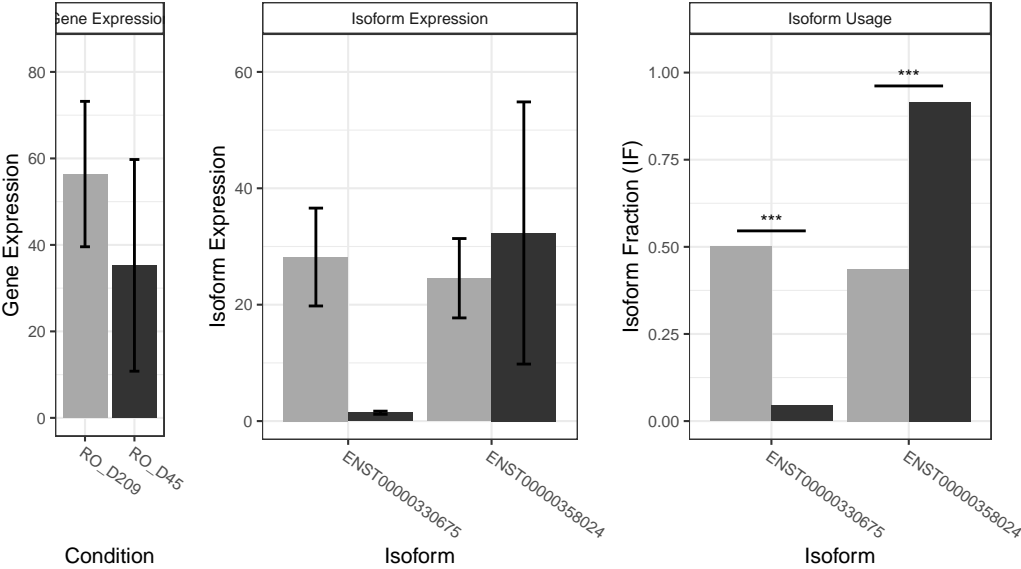 Gene Expression
Isoform Expression
Isoform Usage
Gene Expression
80
60
40
20
0
RO_D209
RO_D45
Condition
Isoform Expression
60
40
20
0
ENST00000330675
ENST00000358024
Isoform
Isoform Fraction (IF)
1.00
0.75
0.50
0.25
0.00
***
***
ENST00000330675
ENST00000358024
Isoform